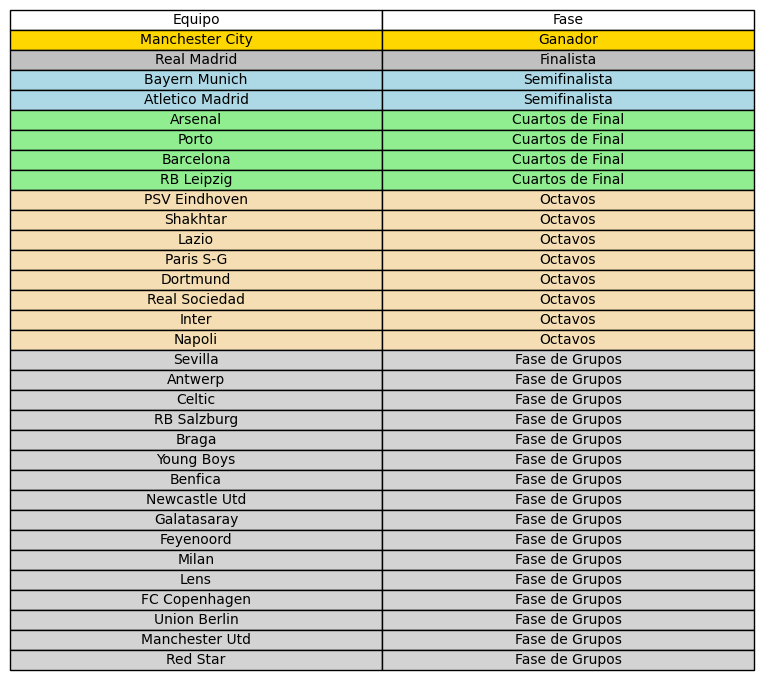 Equipo Fase
Manchester City Ganador
Real Madrid Finalista
Bayern Munich Semifinalista
Atletico Madrid Semifinalista
Arsenal Cuartos de Final
Porto Cuartos de Final
Barcelona Cuartos de Final
RB Leipzig Cuartos de Final
PSV Eindhoven Octavos
Shakhtar Octavos
Lazio Octavos
Paris S-G Octavos
Dortmund Octavos
Real Sociedad Octavos
Inter Octavos
Napoli Octavos
Sevilla Fase de Grupos
Antwerp Fase de Grupos
Celtic Fase de Grupos
RB Salzburg Fase de Grupos
Braga Fase de Grupos
Young Boys Fase de Grupos
Benfica Fase de Grupos
Newcastle Utd Fase de Grupos
Galatasaray Fase de Grupos
Feyenoord Fase de Grupos
Milan Fase de Grupos
Lens Fase de Grupos
FC Copenhagen Fase de Grupos
Union Berlin Fase de Grupos
Manchester Utd Fase de Grupos
Red Star Fase de Grupos